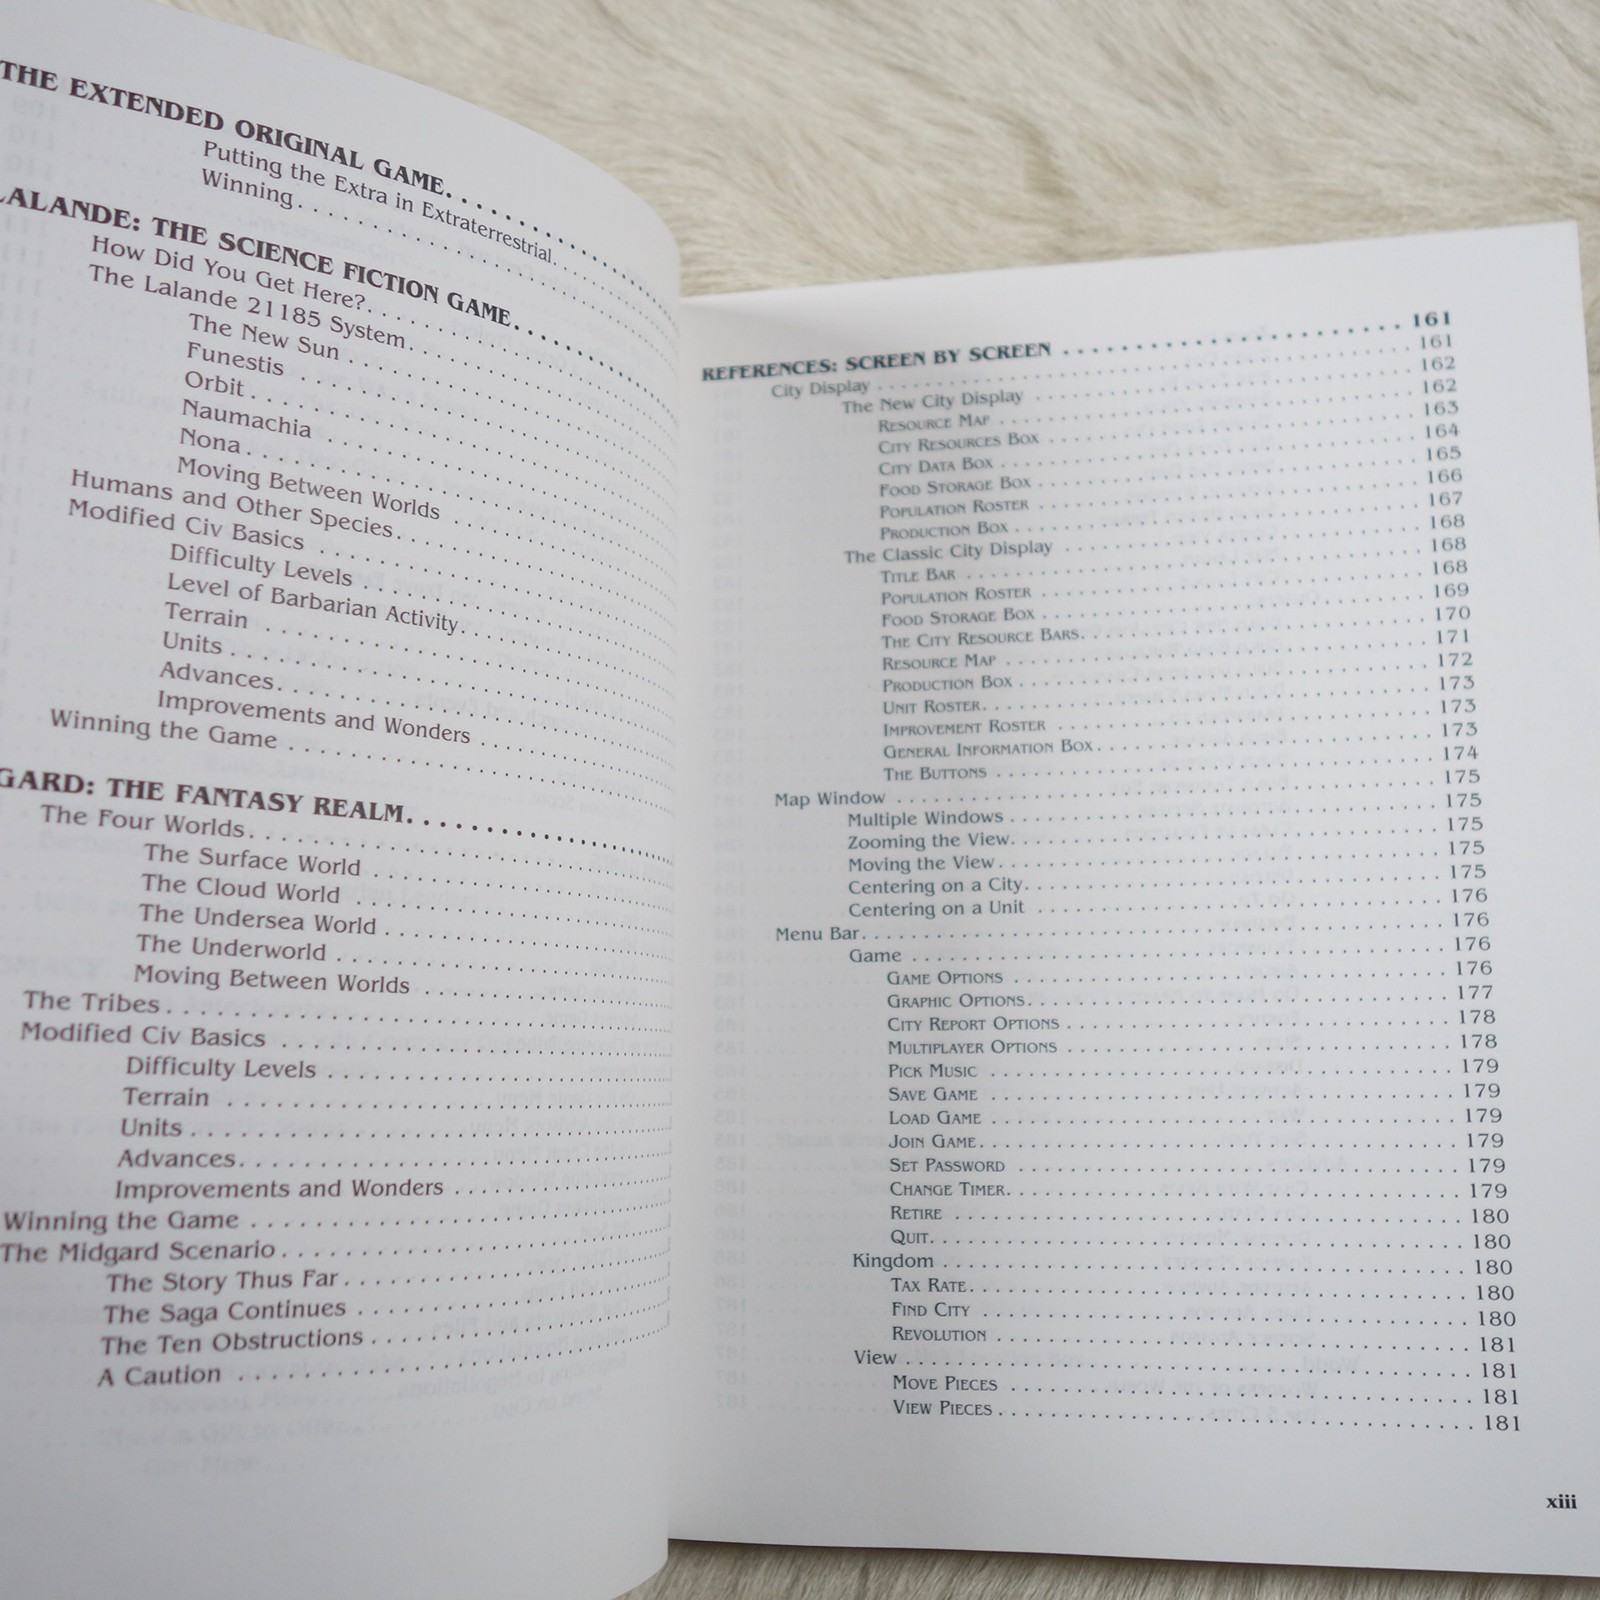 THE EXTENDED ORIGINAL GAME. . . . . . . . . .
Putting the Extra in Extraterrestrial. . . . . . . . . .
Winning. . . . . . . . . .
LALANDE: THE SCIENCE FICTION GAME. . . . . . . . . .
How Did You Get Here?. . . . . . . . . .
The Lalande 21185 System. . . . . . . . . .
The New Sun . . . . . . . . . .
Funestis . . . . . . . . . .
Orbit. . . . . . . . . .
Naumachia . . . . . . . . . .
Nona. . . . . . . . . .
Moving Between Worlds . . . . . . . . . .
Humans and Other Species. . . . . . . . . .
Modified Civ Basics . . . . . . . . . .
Difficulty Levels . . . . . . . . . .
Level of Barbarian Activity. . . . . . . . . .
Terrain . . . . . . . . . .
Units . . . . . . . . . .
Advances. . . . . . . . . .
Improvements and Wonders . . . . . . . . . .
Winning the Game . . . . . . . . . .
GARD: THE FANTASY REALM. . . . . . . . . .
The Four Worlds. . . . . . . . . .
The Surface World . . . . . . . . . .
The Cloud World . . . . . . . . . .
The Undersea World . . . . . . . . . .
The Underworld . . . . . . . . . .
Moving Between Worlds . . . . . . . . . .
The Tribes. . . . . . . . . .
Modified Civ Basics . . . . . . . . . .
Difficulty Levels . . . . . . . . . .
Terrain . . . . . . . . . .
Units . . . . . . . . . .
Advances. . . . . . . . . .
Improvements and Wonders . . . . . . . . . .
Winning the Game . . . . . . . . . .
The Midgard Scenario. . . . . . . . . .
The Story Thus Far. . . . . . . . . .
The Saga Continues . . . . . . . . . .
The Ten Obstructions . . . . . . . . . .
A Caution . . . . . . . . . .
REFERENCES: SCREEN BY SCREEN . . . . . . . . . . 161
City Display . . . . . . . . . . 161
The New City Display . . . . . . . . . . 162
RESOURCE MAP . . . . . . . . . . 162
CITY RESOURCES BOX . . . . . . . . . . 163
CITY DATA BOX . . . . . . . . . . 164
FOOD STORAGE BOX . . . . . . . . . . 165
POPULATION ROSTER . . . . . . . . . . 166
PRODUCTION BOX . . . . . . . . . . 167
The Classic City Display . . . . . . . . . . 168
TITLE BAR . . . . . . . . . . 168
POPULATION ROSTER . . . . . . . . . . 168
FOOD STORAGE BOX . . . . . . . . . . 169
THE CITY RESOURCE BARS. . . . . . . . . . 170
RESOURCE MAP . . . . . . . . . . 171
PRODUCTION BOX . . . . . . . . . . 172
UNIT ROSTER. . . . . . . . . . 173
IMPROVEMENT ROSTER . . . . . . . . . . 173
GENERAL INFORMATION BOX. . . . . . . . . . 173
THE BUTTONS . . . . . . . . . . 174
Map Window . . . . . . . . . . 175
Multiple Windows . . . . . . . . . . 175
Zooming the View. . . . . . . . . . 175
Moving the View. . . . . . . . . . 175
Centering on a City. . . . . . . . . . 175
Centering on a Unit . . . . . . . . . . 176
Menu Bar. . . . . . . . . . 176
Game . . . . . . . . . . 176
GAME OPTIONS . . . . . . . . . . 176
GRAPHIC OPTIONS. . . . . . . . . . 177
CITY REPORT OPTIONS . . . . . . . . . . 178
MULTIPLAYER OPTIONS . . . . . . . . . . 178
PICK MUSIC . . . . . . . . . . 179
SAVE GAME . . . . . . . . . . 179
LOAD GAME . . . . . . . . . . 179
JOIN GAME. . . . . . . . . . 179
SET PASSWORD . . . . . . . . . . 179
CHANGE TIMER. . . . . . . . . . 179
RETIRE . . . . . . . . . . 180
QUIT. . . . . . . . . . 180
Kingdom . . . . . . . . . . 180
TAX RATE. . . . . . . . . . 180
FIND CITY . . . . . . . . . . 180
REVOLUTION . . . . . . . . . . 181
View . . . . . . . . . . 181
MOVE PIECES . . . . . . . . . . 181
VIEW PIECES . . . . . . . . . . 181
xiii